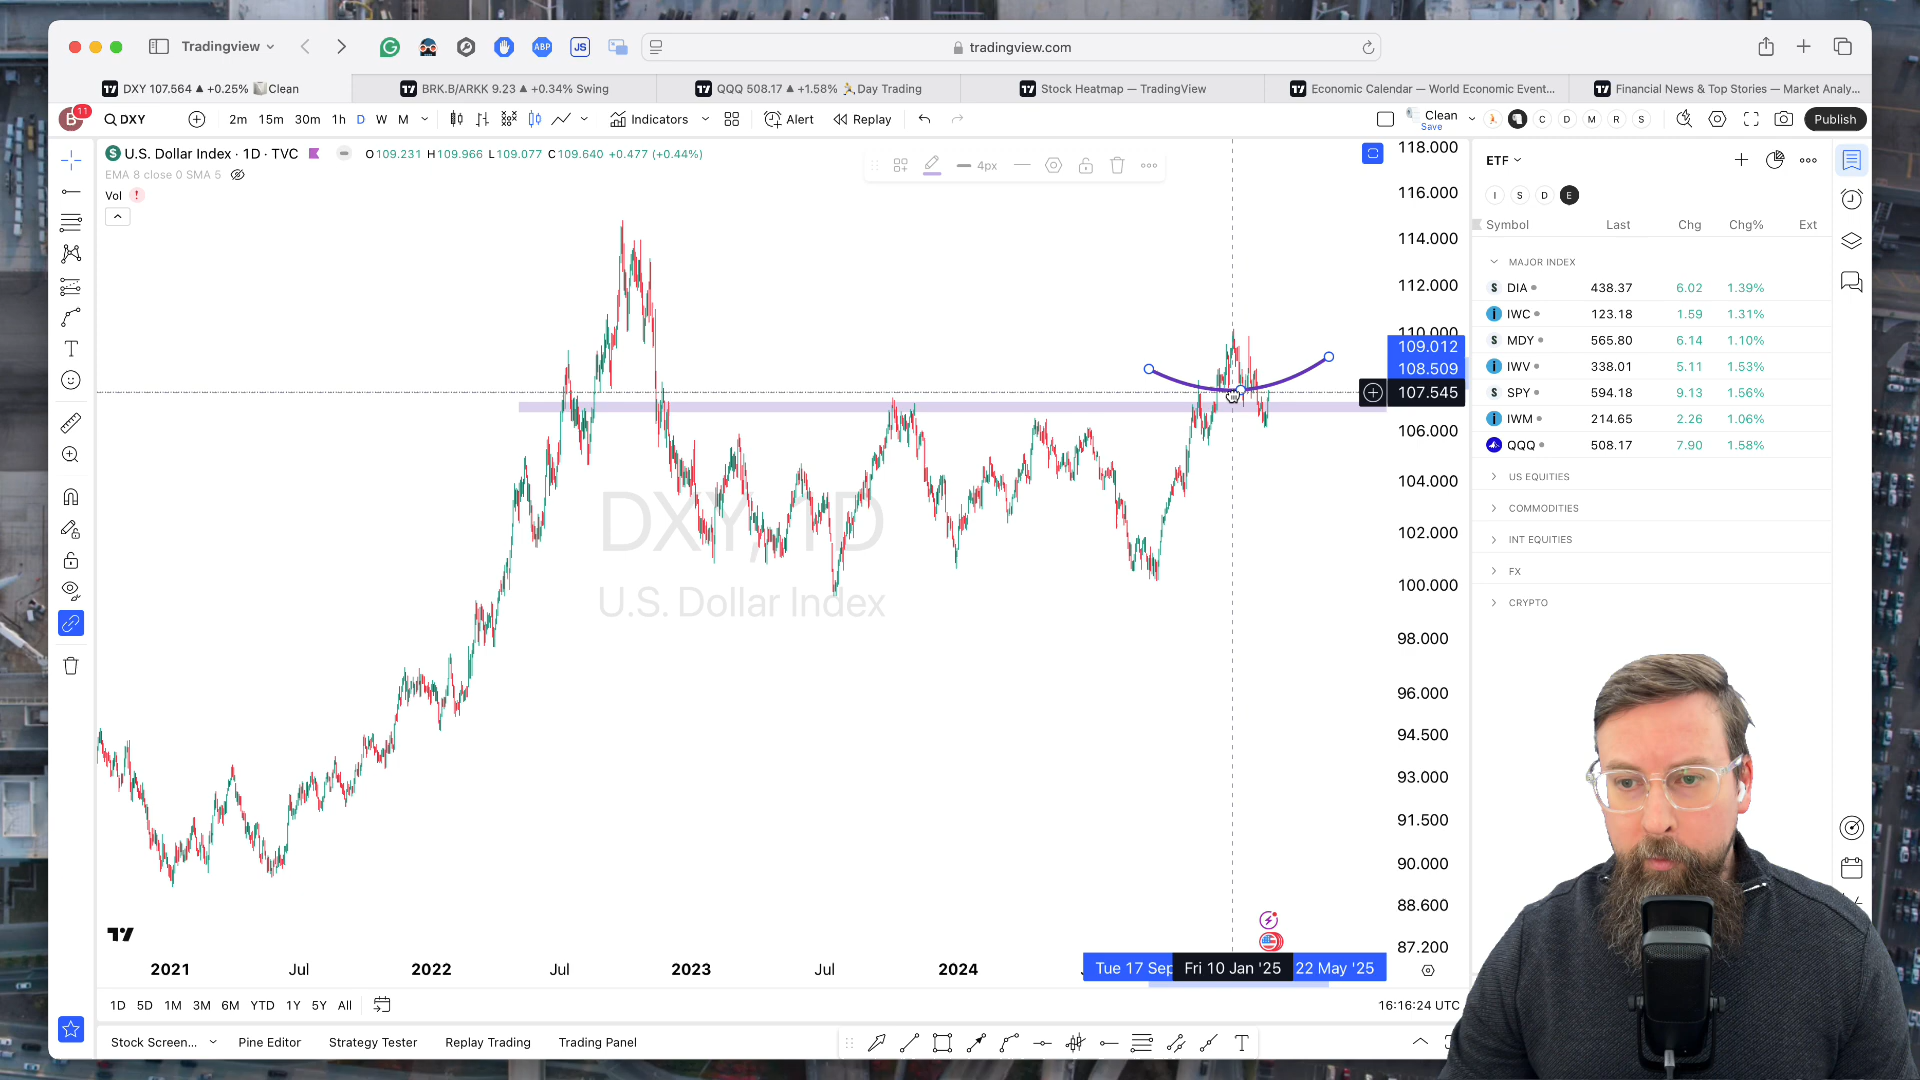 Tradingview
ABP
JS
tradingview.com
DXY 107.564 ▲ +0.25% Clean
BRK.B/ARKK 9.23 ▲ +0.34% Swing
QQQ 508.17 ▲ +1.58% Day Trading
Stock Heatmap — TradingView
Economic Calendar — World Economic Event...
Financial News & Top Stories — Market Analy...
B 11
DXY
2m 15m 30m 1h D W M
Indicators
Alert
Replay
Clean
Save
C D M R S
Publish
U.S. Dollar Index · 1D · TVC
O109.231 H109.966 L109.077 C109.640 +0.477 (+0.44%)
EMA 8 close 0 SMA 5
Vol
4px
DXY, 1D
U.S. Dollar Index
118.000
116.000
114.000
112.000
110.000
109.012
108.509
107.545
106.000
104.000
102.000
100.000
98.000
96.000
94.500
93.000
91.500
90.000
88.600
87.200
2021 Jul 2022 Jul 2023 Jul 2024
Tue 17 Sep Fri 10 Jan '25 22 May '25
1D 5D 1M 3M 6M YTD 1Y 5Y All
16:16:24 UTC
Stock Screen... Pine Editor Strategy Tester Replay Trading Trading Panel
ETF
I S D E
Symbol Last Chg Chg% Ext
MAJOR INDEX
DIA 438.37 6.02 1.39%
IWC 123.18 1.59 1.31%
MDY 565.80 6.14 1.10%
IWV 338.01 5.11 1.53%
SPY 594.18 9.13 1.56%
IWM 214.65 2.26 1.06%
QQQ 508.17 7.90 1.58%
US EQUITIES
COMMODITIES
INT EQUITIES
FX
CRYPTO